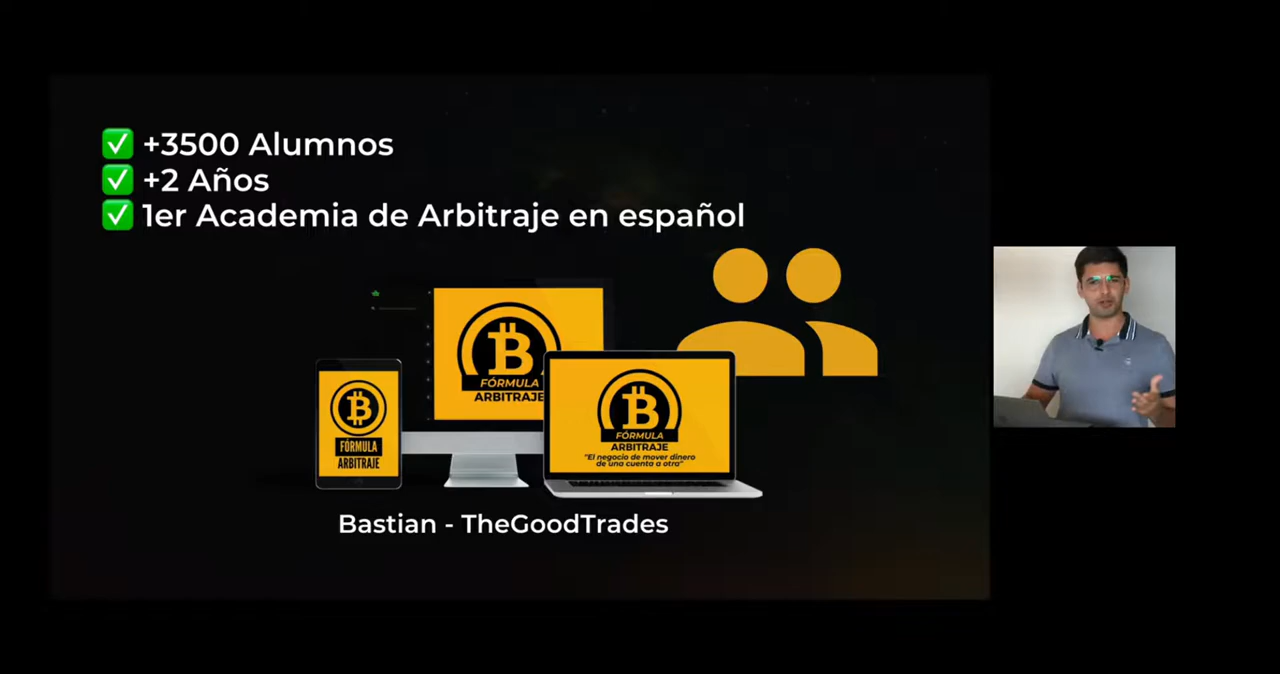 ✅ +3500 Alumnos
✅ +2 Años
✅ 1er Academia de Arbitraje en español
FÓRMULA
ARBITRAJE
FÓRMULA
ARBITRAJE
FÓRMULA
ARBITRAJE
"El negocio de mover dinero
de una cuenta a otra"
Bastian - TheGoodTrades